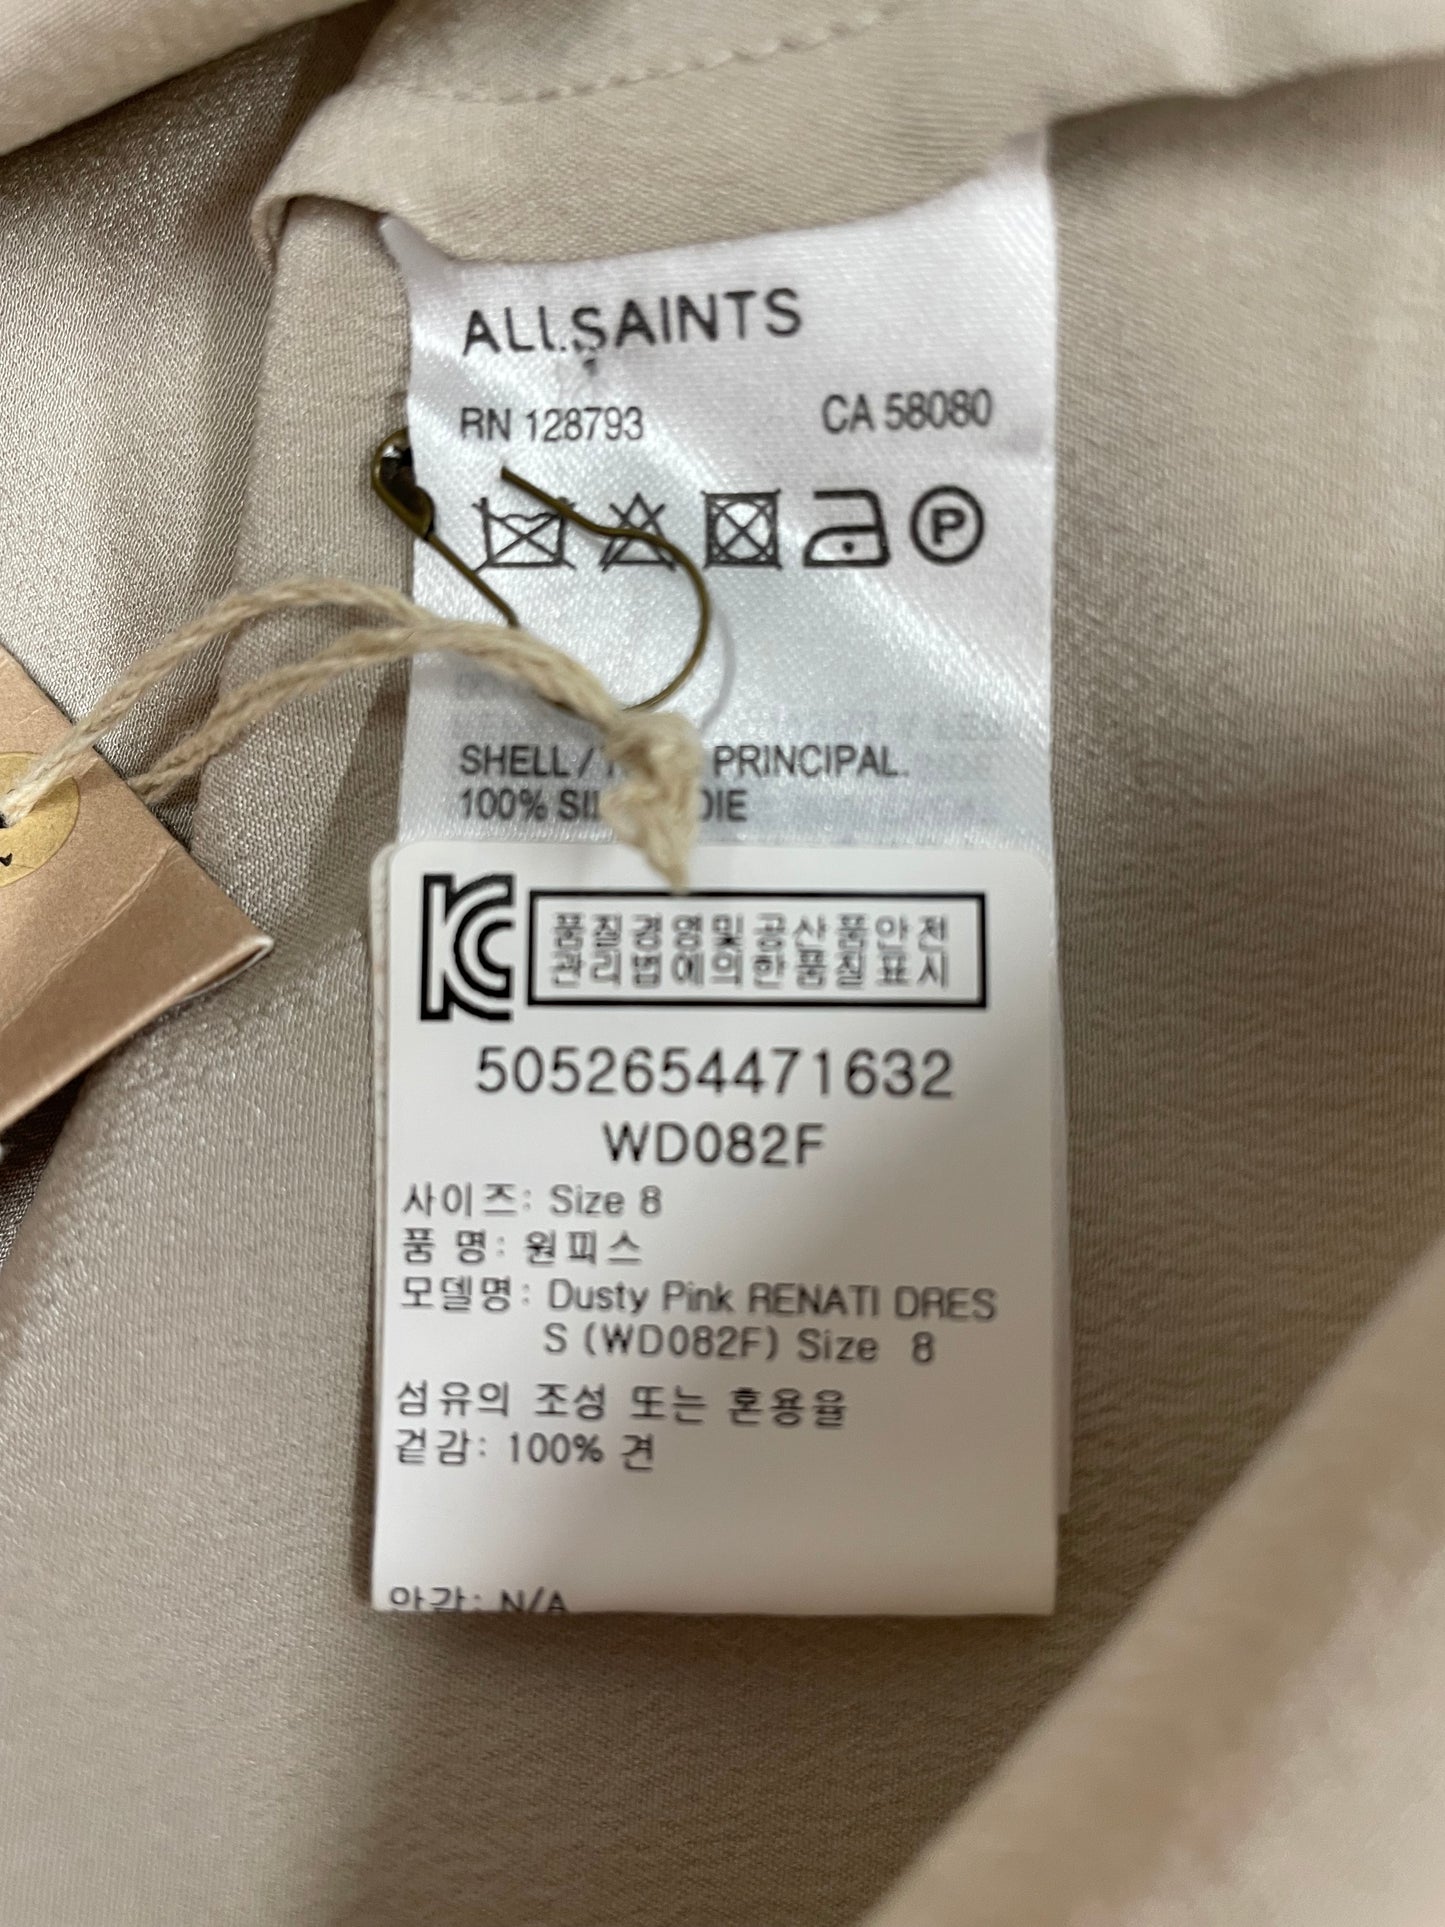 ALLSAINTS
RN 128793 CA 58080
P
SHELL / PRINCIPAL.
100%
KC
품질경영및공산품안전
관리법에의한품질표시
5052654471632
WD082F
사이즈: Size 8
품 명: 원피스
모델명: Dusty Pink RENATI DRES
S (WD082F) Size 8
섬유의 조성 또는 혼용율
겉감: 100% 견
안감: N/A